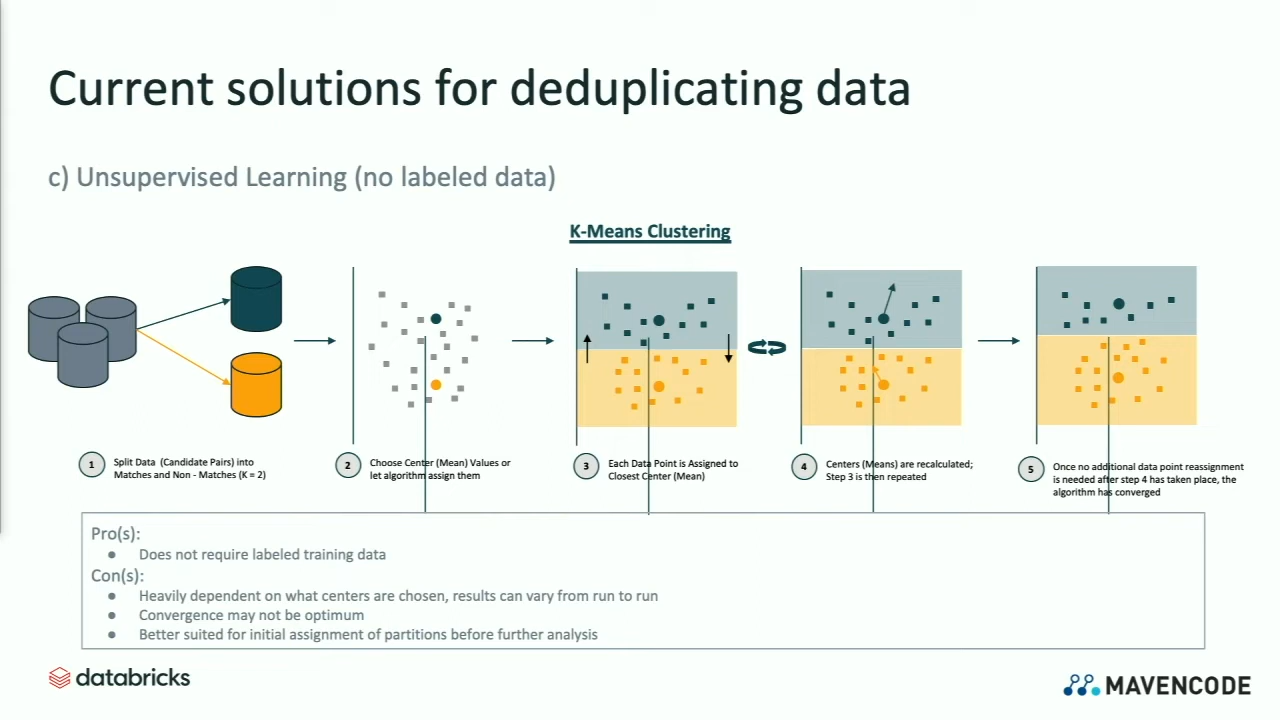 Current solutions for deduplicating data
c) Unsupervised Learning (no labeled data)
K-Means Clustering
1
Split Data (Candidate Pairs) into
Matches and Non - Matches (K = 2)
2
Choose Center (Mean) Values or
let algorithm assign them
3
Each Data Point is Assigned to
Closest Center (Mean)
4
Centers (Means) are recalculated;
Step 3 is then repeated
5
Once no additional data point reassignment
is needed after step 4 has taken place, the
algorithm has converged
Pro(s):
● Does not require labeled training data
Con(s):
● Heavily dependent on what centers are chosen, results can vary from run to run
● Convergence may not be optimum
● Better suited for initial assignment of partitions before further analysis
databricks
MAVENCODE